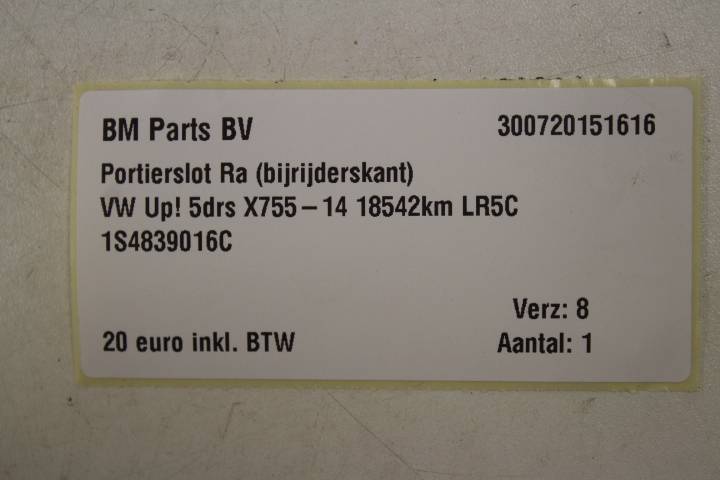 BM Parts BV 300720151616
Portierslot Ra (bijrijderskant)
VW Up! 5drs X755-14 18542km LR5C
1S4839016C
Verz: 8
20 euro inkl. BTW Aantal: 1